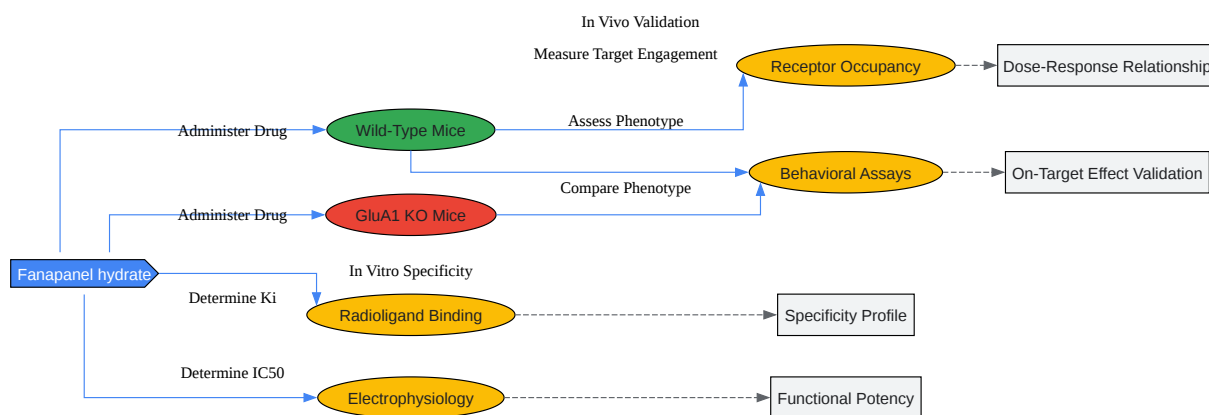 In Vivo Validation
Measure Target Engagement
Receptor Occupancy
Dose-Response Relationship
Administer Drug
Wild-Type Mice
Assess Phenotype
Behavioral Assays
On-Target Effect Validation
Compare Phenotype
Administer Drug
GluA1 KO Mice
Fanapanel hydrate
In Vitro Specificity
Determine Ki
Radioligand Binding
Specificity Profile
Determine IC50
Electrophysiology
Functional Potency